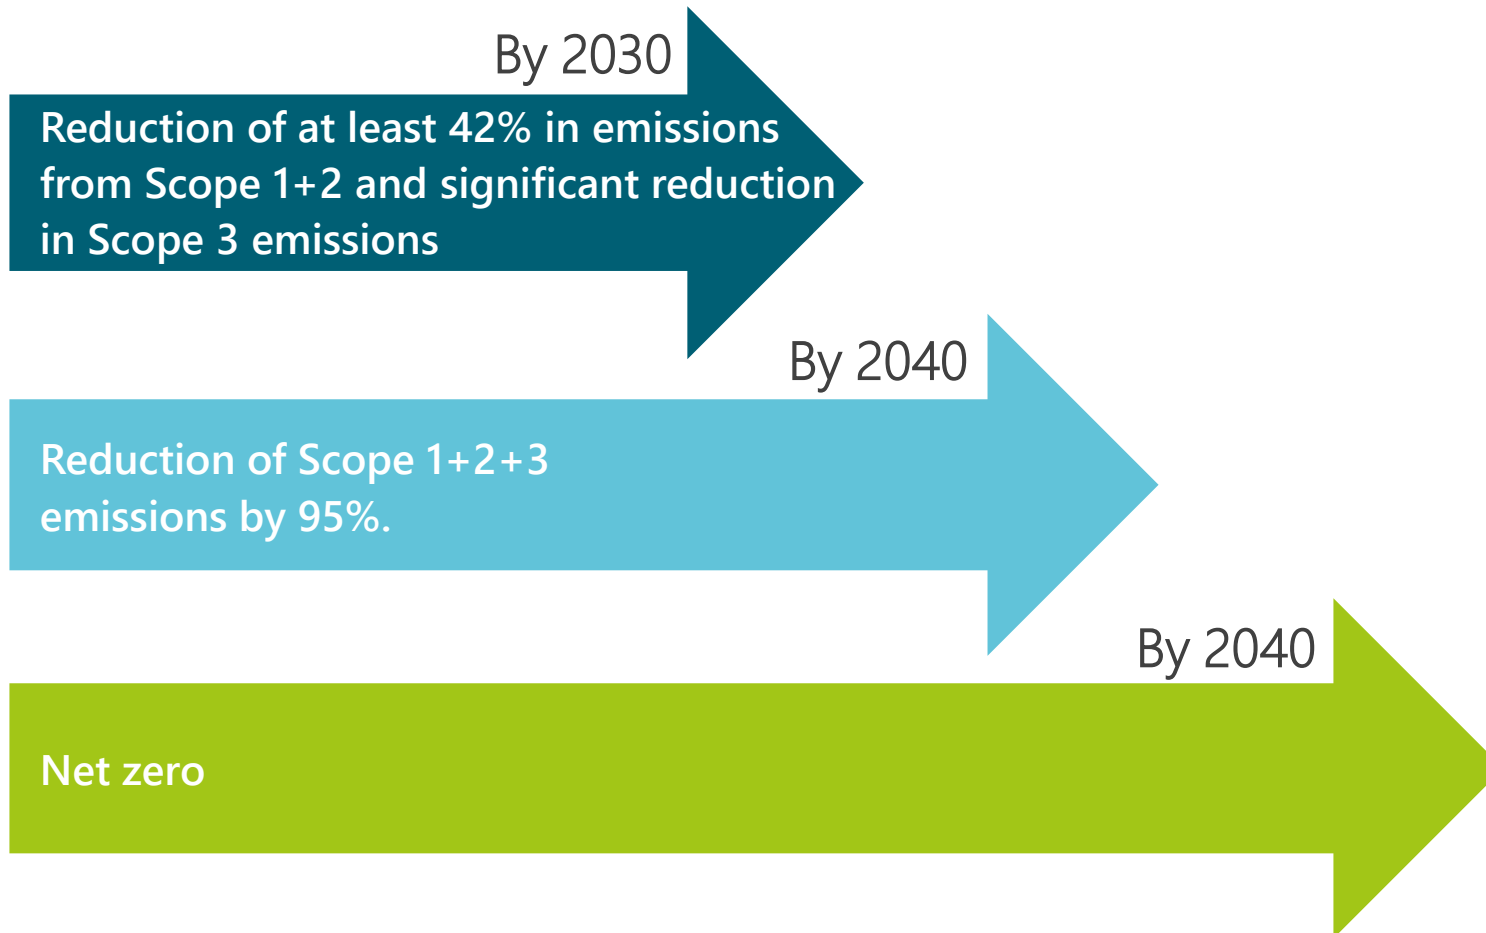 By 2030
Reduction of at least 42% in emissions
from Scope 1+2 and significant reduction
in Scope 3 emissions
By 2040
Reduction of Scope 1+2+3
emissions by 95%.
By 2040
Net zero